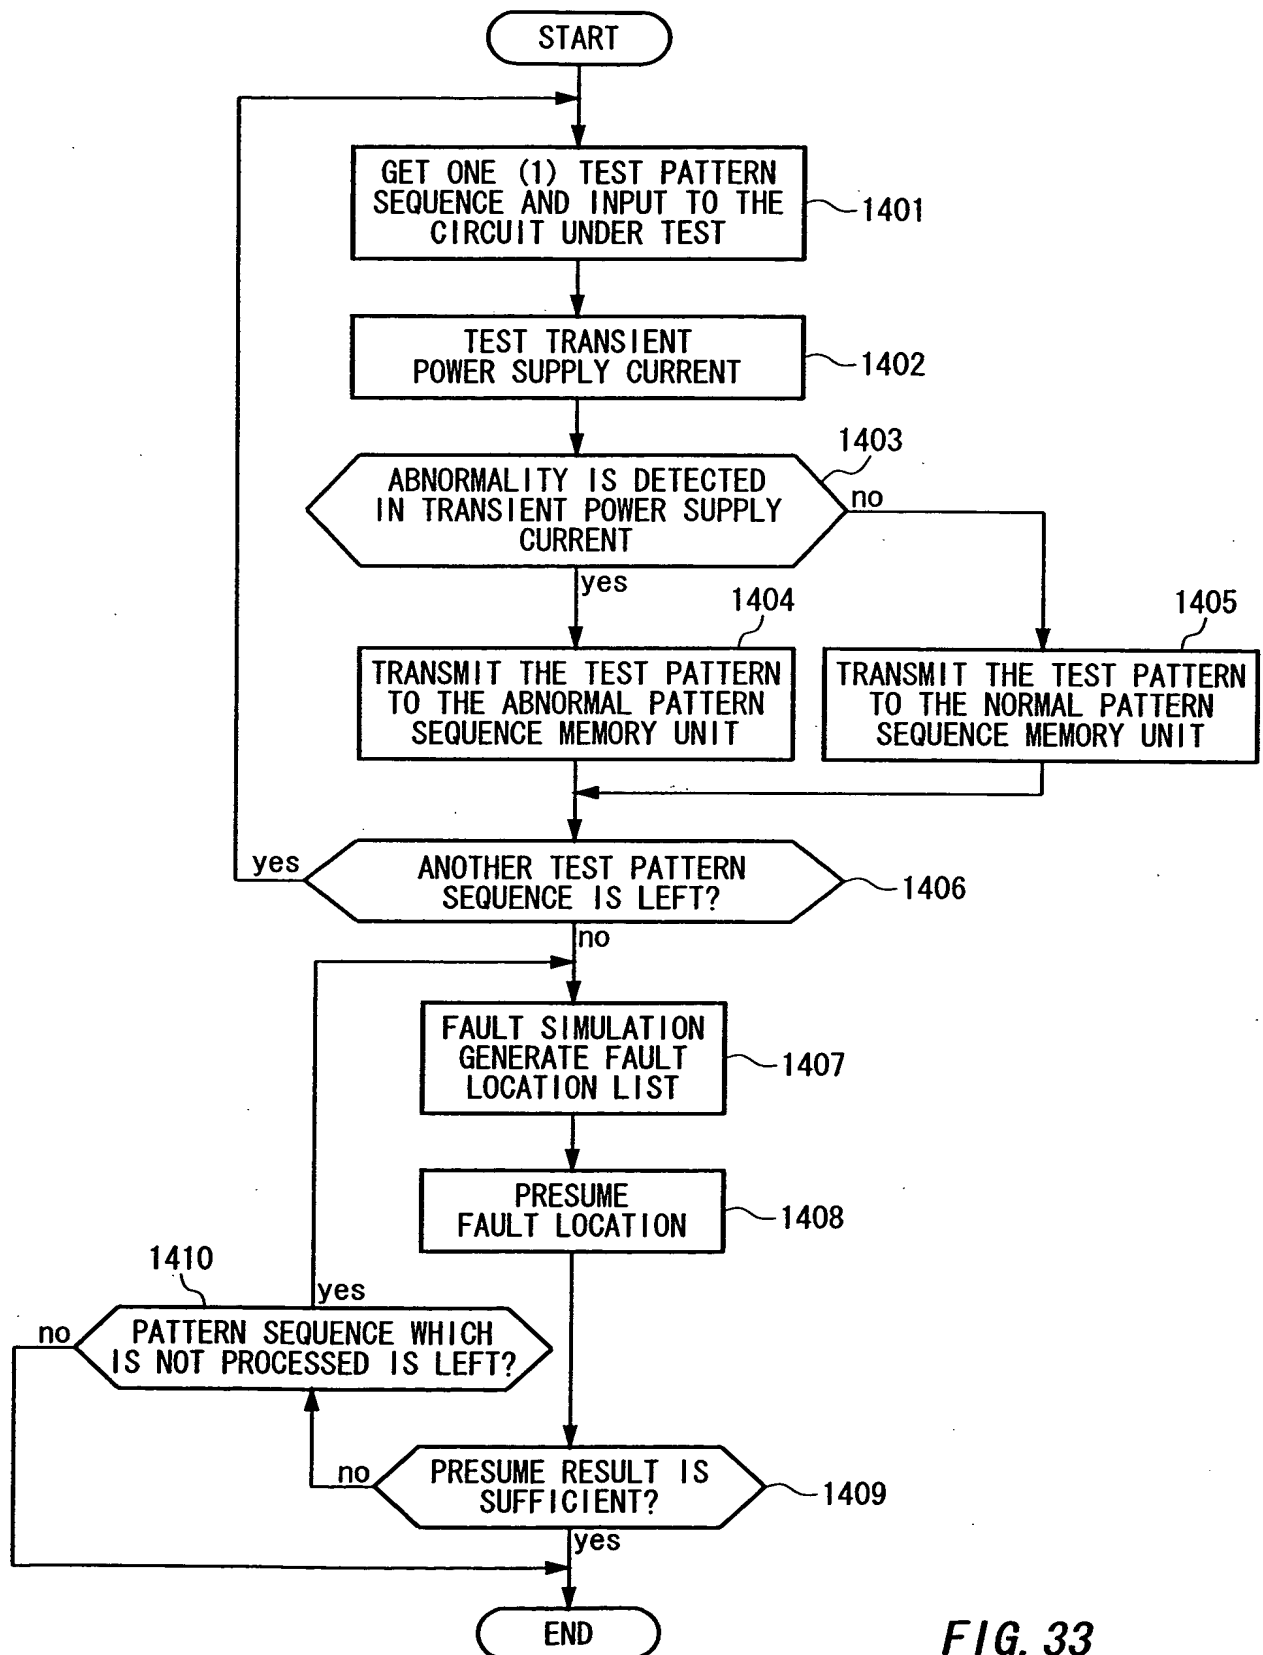 START
GET ONE (1) TEST PATTERN
SEQUENCE AND INPUT TO THE
CIRCUIT UNDER TEST
1401
TEST TRANSIENT
POWER SUPPLY CURRENT
1402
1403
ABNORMALITY IS DETECTED
IN TRANSIENT POWER SUPPLY
CURRENT
no
yes
1404
1405
TRANSMIT THE TEST PATTERN
TO THE ABNORMAL PATTERN
SEQUENCE MEMORY UNIT
TRANSMIT THE TEST PATTERN
TO THE NORMAL PATTERN
SEQUENCE MEMORY UNIT
yes
ANOTHER TEST PATTERN
SEQUENCE IS LEFT?
1406
no
FAULT SIMULATION
GENERATE FAULT
LOCATION LIST
1407
PRESUME
FAULT LOCATION
1408
1410
yes
no
PATTERN SEQUENCE WHICH
IS NOT PROCESSED IS LEFT?
no
PRESUME RESULT IS
SUFFICIENT?
1409
yes
END
FIG. 33